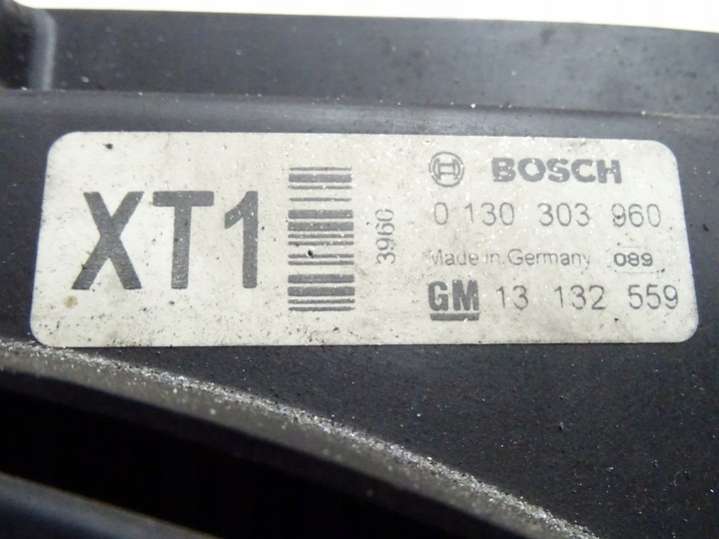 XT1
3960
BOSCH
0 130 303 960
Made in Germany 089
GM 13 132 559